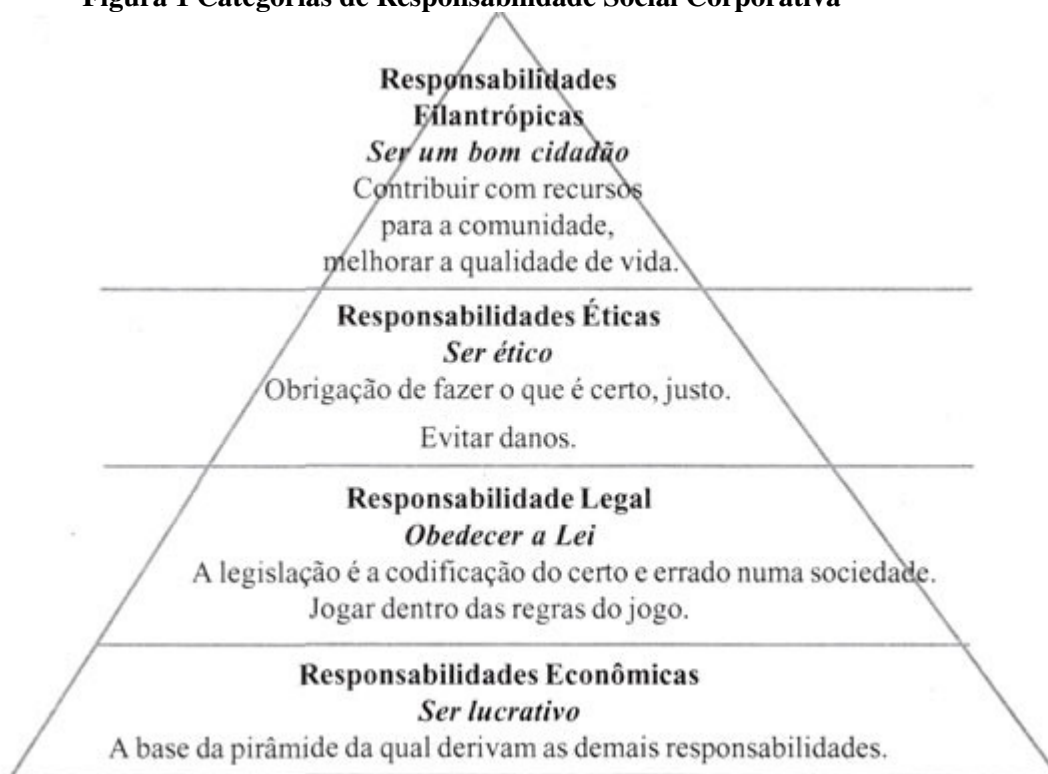 Figura 1 Categorias de Responsabilidade Social Corporativa
Responsabilidades
Filantrópicas
Ser um bom cidadão
Contribuir com recursos
para a comunidade,
melhorar a qualidade de vida.
Responsabilidades Éticas
Ser ético
Obrigação de fazer o que é certo, justo.
Evitar danos.
Responsabilidade Legal
Obedecer a Lei
A legislação é a codificação do certo e errado numa sociedade.
Jogar dentro das regras do jogo.
Responsabilidades Econômicas
Ser lucrativo
A base da pirâmide da qual derivam as demais responsabilidades.